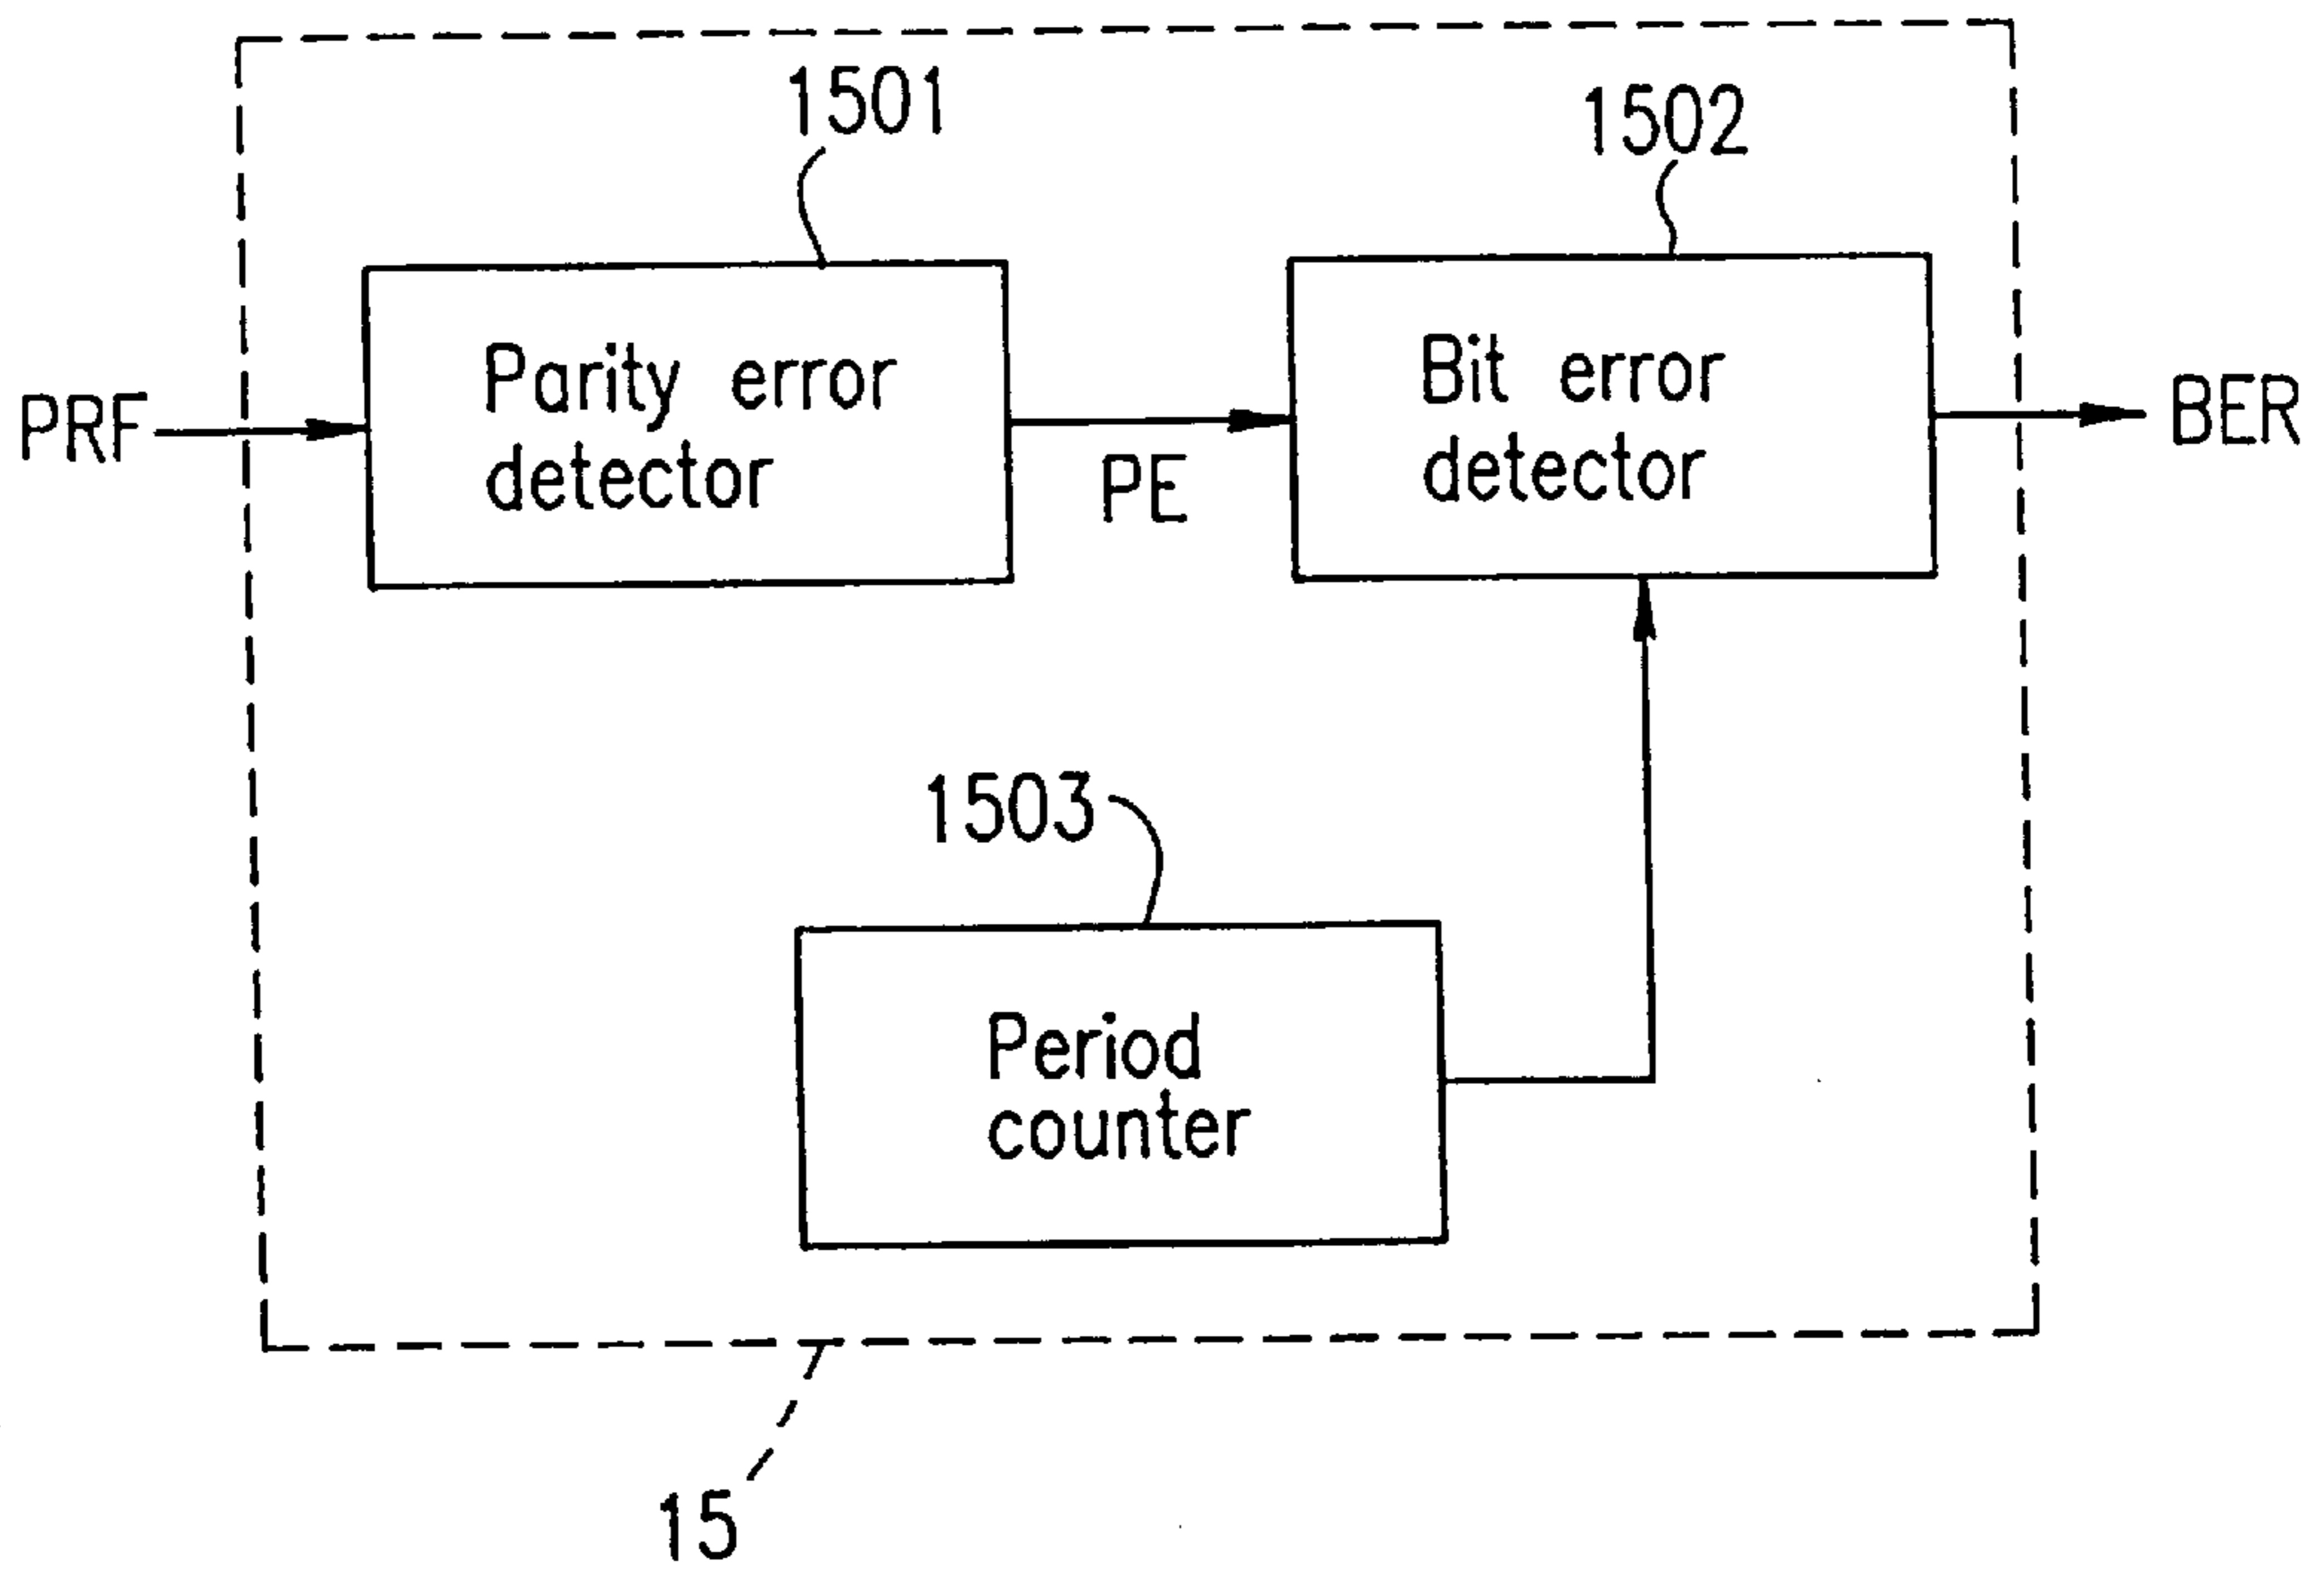 1501
1502
PRF
Parity error
detector
PE
Bit error
detector
BER
1503
Period
counter
15